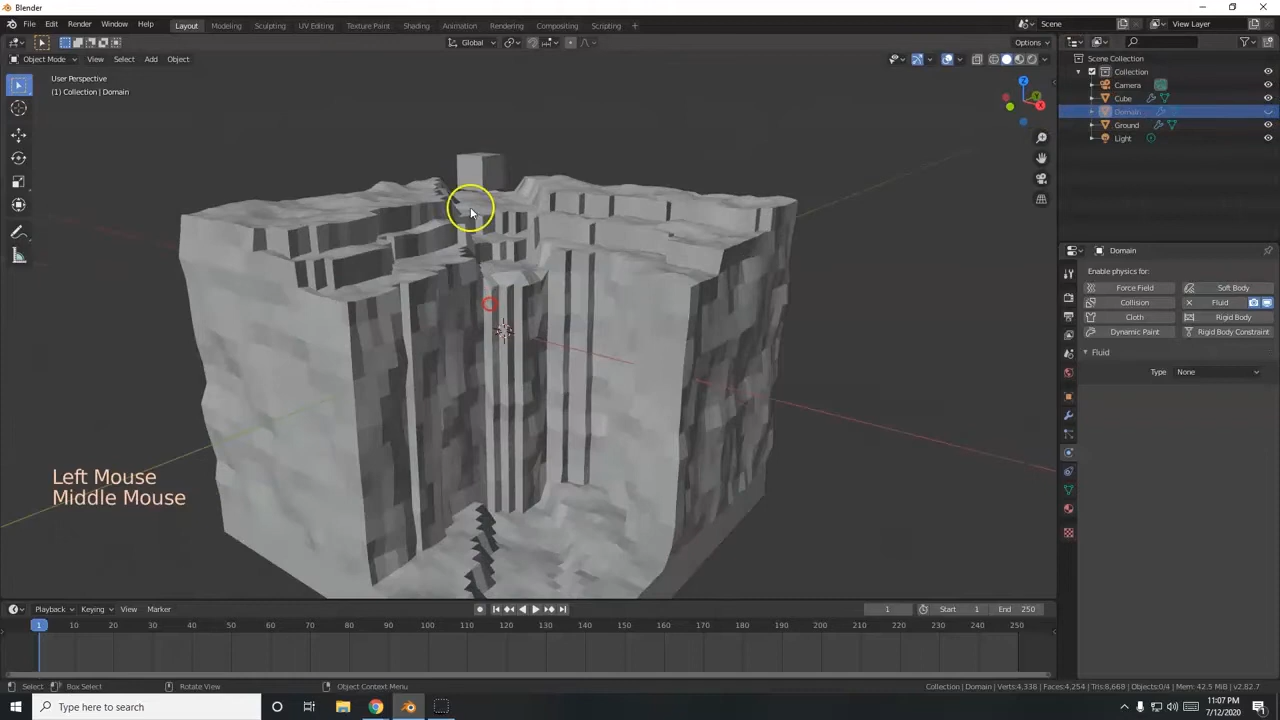 Blender
File Edit Render Window Help Layout Modeling Sculpting UV Editing Texture Paint Shading Animation Rendering Compositing Scripting + Scene View Layer
Global Options
Object Mode View Select Add Object
User Perspective
(1) Collection | Domain
Z
Y
X
Scene Collection
Collection
Camera
Cube
Domain
Ground
Light
Domain
Enable physics for:
Force Field Soft Body
Collision Fluid
Cloth Rigid Body
Dynamic Paint Rigid Body Constraint
Fluid
Type None
Left Mouse
Middle Mouse
Playback Keying View Marker 1 Start 1 End 250
1 10 20 30 40 50 60 70 80 90 100 110 120 130 140 150 160 170 180 190 200 210 220 230 240 250
Select Box Select Rotate View Object Context Menu Collection | Domain | Verts:4,336 | Faces:4,254 | Tris:8,668 | Objects:0/4 | Mem: 42.5 MiB | v2.82.7
Type here to search
11:07 PM
7/12/2020